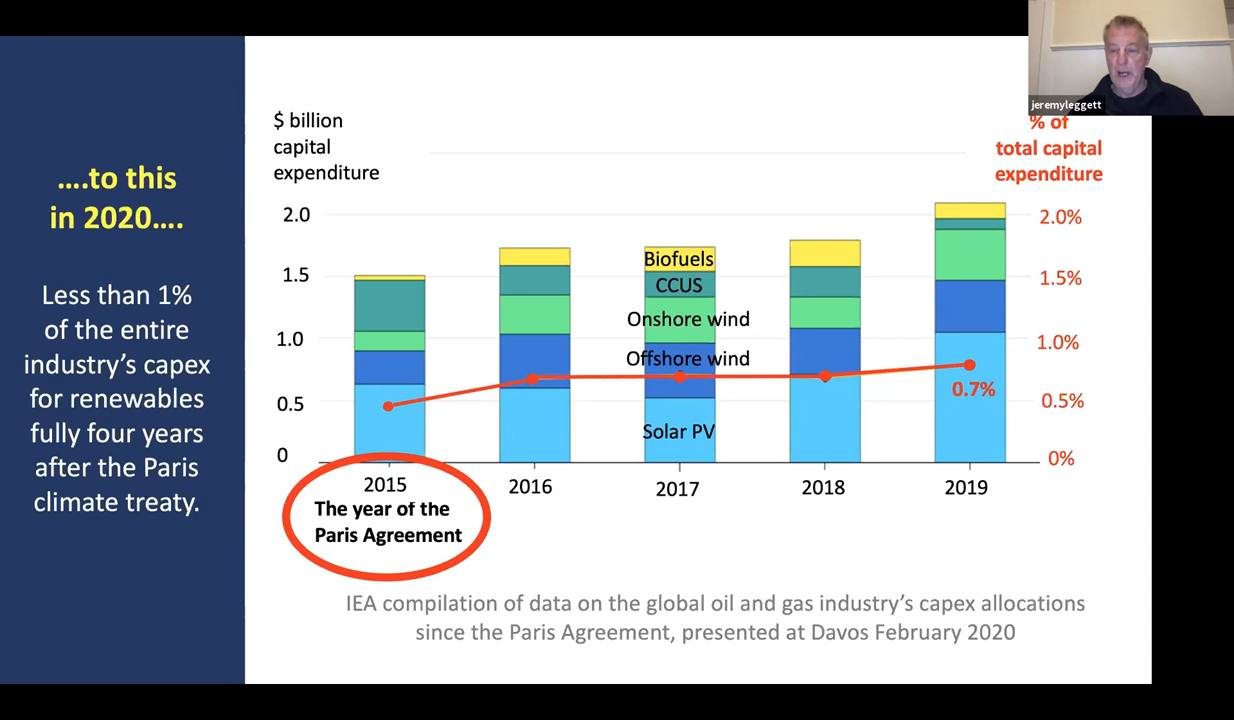 ….to this
in 2020….
Less than 1%
of the entire
industry’s capex
for renewables
fully four years
after the Paris
climate treaty.
$ billion
capital
expenditure
2.0
1.5
1.0
0.5
0
Biofuels
CCUS
Onshore wind
Offshore wind
Solar PV
0.7%
jeremyleggett
% of
total capital
expenditure
2.0%
1.5%
1.0%
0.5%
0%
2015
2016
2017
2018
2019
The year of the
Paris Agreement
IEA compilation of data on the global oil and gas industry’s capex allocations
since the Paris Agreement, presented at Davos February 2020